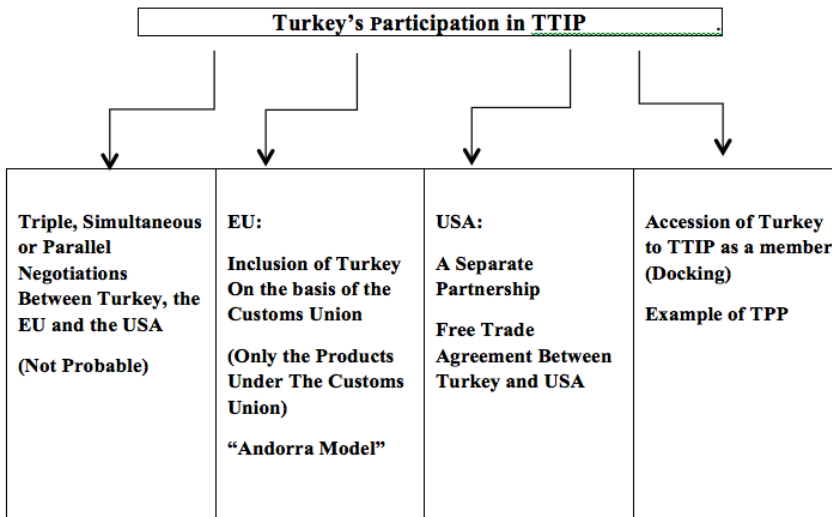 Turkey’s Participation in TTIP .
Triple, Simultaneous
or Parallel
Negotiations
Between Turkey, the
EU and the USA
(Not Probable)
EU:
Inclusion of Turkey
On the basis of the
Customs Union
(Only the Products
Under The Customs
Union)
“Andorra Model”
USA:
A Separate
Partnership
Free Trade
Agreement Between
Turkey and USA
Accession of Turkey
to TTIP as a member
(Docking)
Example of TPP